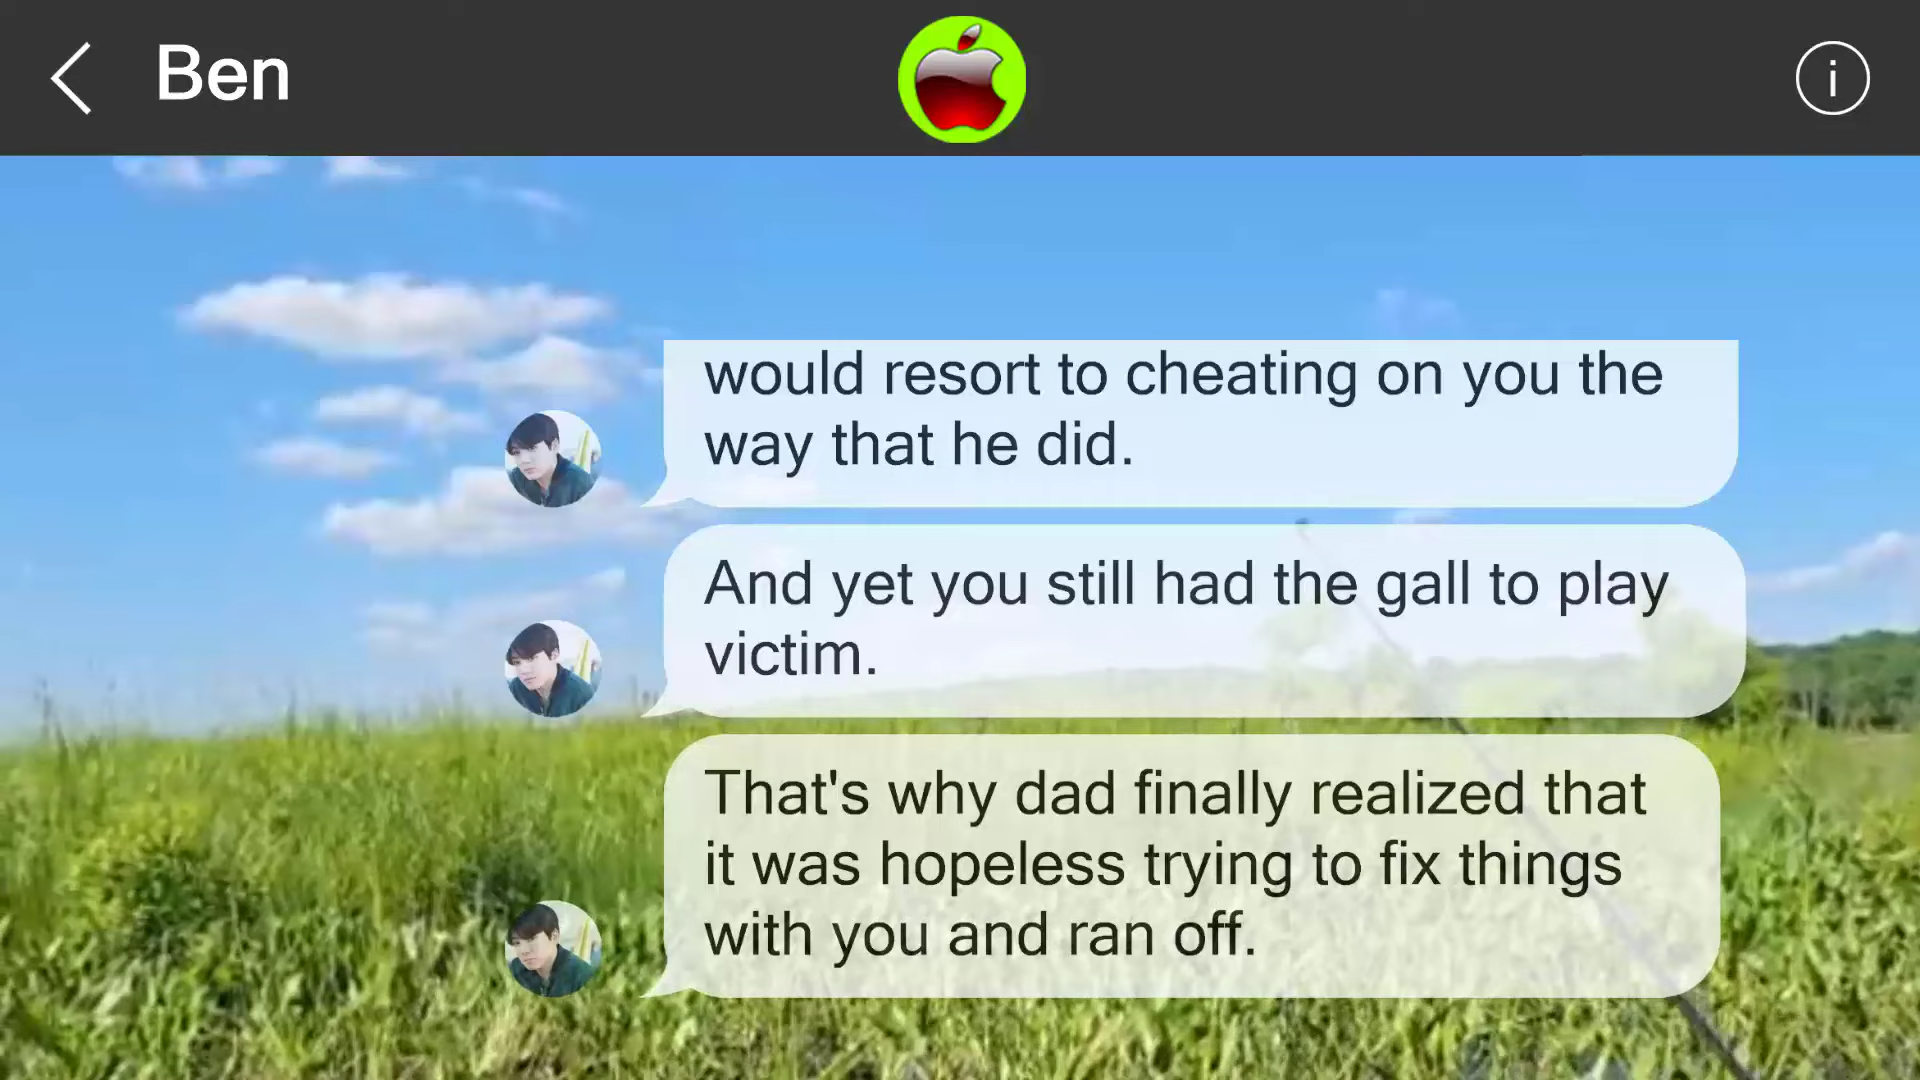 Ben
i
would resort to cheating on you the
way that he did.
And yet you still had the gall to play
victim.
That's why dad finally realized that
it was hopeless trying to fix things
with you and ran off.